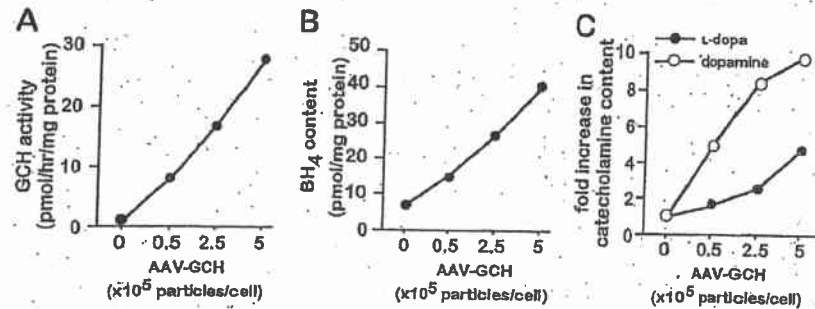 A
GCH activity
(pmol/hr/mg protein)
30
20
10
0
0 0.5 2.5 5
AAV-GCH
(x10⁵ particles/cell)
B
BH₄ content
(pmol/mg protein)
50
40
30
20
10
0
0 0.5 2.5 5
AAV-GCH
(x10⁵ particles/cell)
C
L-dopa
dopamine
fold increase in
catecholamine content
10
8
6
4
2
0
0 0.5 2.5 5
AAV-GCH
(x10⁵ particles/cell)